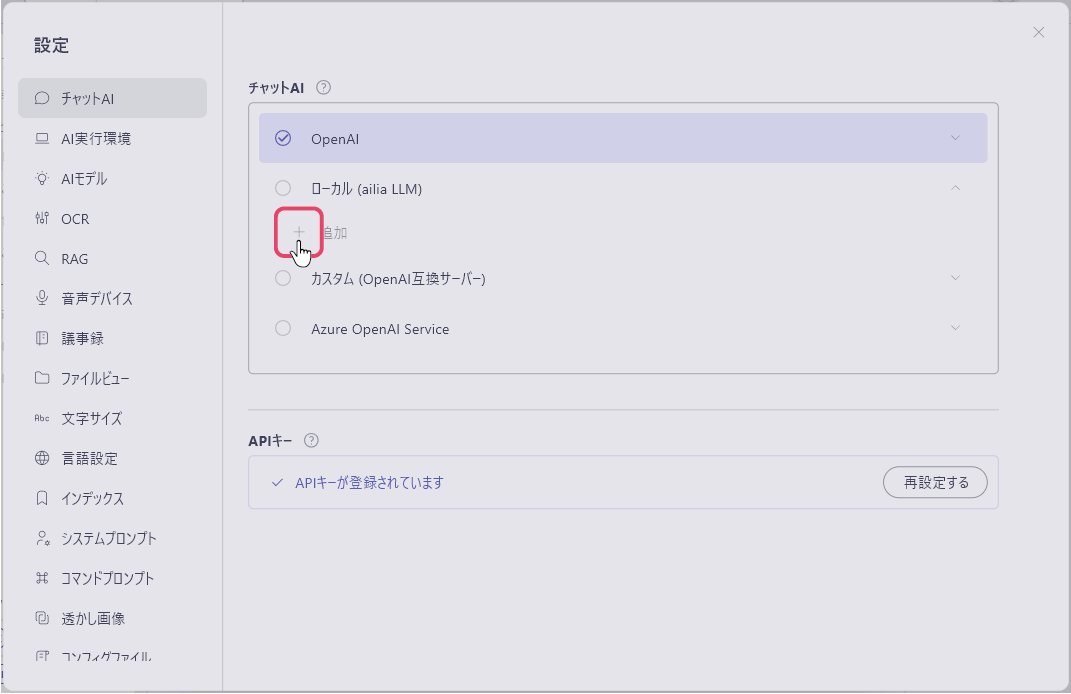 設定
チャットAI
AI実行環境
AIモデル
OCR
RAG
音声デバイス
議事録
ファイルビュー
Abc 文字サイズ
言語設定
インデックス
システムプロンプト
コマンドプロンプト
透かし画像
コンフィグファイル
チャットAI ?
OpenAI
ローカル (ailia LLM)
追加
カスタム (OpenAI互換サーバー)
Azure OpenAI Service
APIキー ?
APIキーが登録されています 再設定する